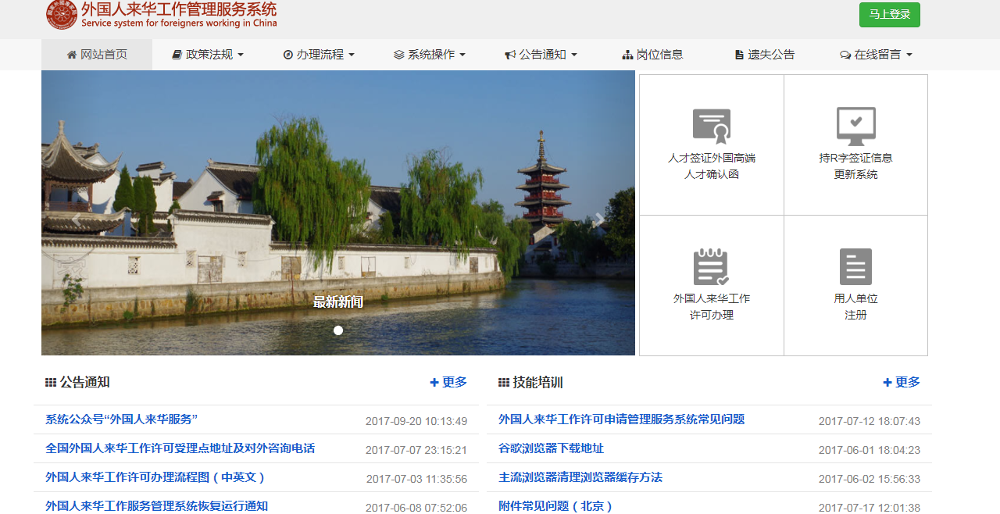 外国人来华工作管理服务系统
Service system for foreigners working in China
马上登录
网站首页 政策法规 办理流程 系统操作 公告通知 岗位信息 遗失公告 在线留言
人才签证外国高端
人才确认函
持R字签证信息
更新系统
外国人来华工作
许可办理
用人单位
注册
最新新闻
公告通知 更多
系统公众号“外国人来华服务” 2017-09-20 10:13:49
全国外国人来华工作许可受理点地址及对外咨询电话 2017-07-07 23:15:21
外国人来华工作许可办理流程图（中英文） 2017-07-03 11:35:56
外国人来华工作服务管理系统恢复运行通知 2017-06-08 07:52:06
技能培训 更多
外国人来华工作许可申请管理服务系统常见问题 2017-07-12 18:07:43
谷歌浏览器下载地址 2017-06-01 18:04:23
主流浏览器清理浏览器缓存方法 2017-06-02 15:56:33
附件常见问题（北京） 2017-07-17 12:01:38